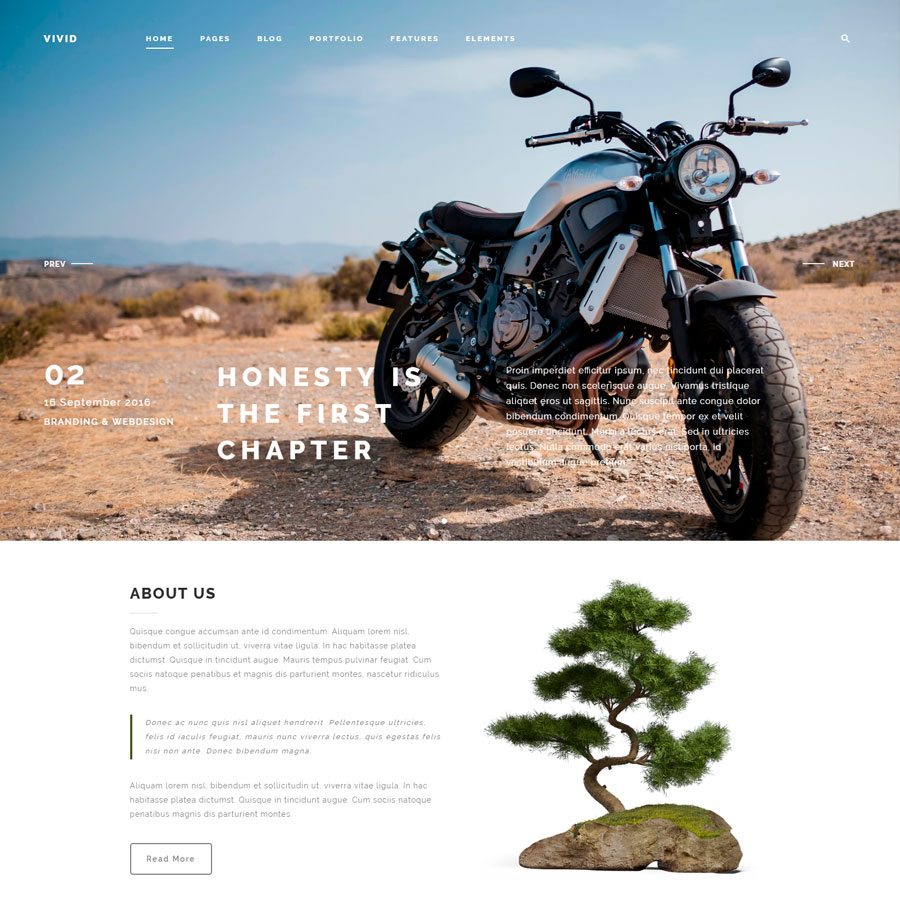 VIVID
HOME PAGES BLOG PORTFOLIO FEATURES ELEMENTS
YAMAHA
PREV
NEXT
02
16 September 2016
BRANDING & WEBDESIGN
HONESTY IS
THE FIRST
CHAPTER
Proin imperdiet efficitur ipsum, nec tincidunt dui placerat
quis. Donec non scelerisque augue. Vivamus tristique
aliquet eros ut sagittis. Nunc suscipit ante congue dolor
bibendum condimentum. Quisque tempor ex et velit
posuere tincidunt. Morbi a lectus erat. Sed in ultricies
lectus. Nulla commodo erat varius nisl porta, id
vestibulum augue pretium.
ABOUT US
Quisque congue accumsan ante id condimentum. Aliquam lorem nisl,
bibendum et sollicitudin ut, viverra vitae ligula. In hac habitasse platea
dictumst. Quisque in tincidunt augue. Mauris tempus pulvinar feugiat. Cum
sociis natoque penatibus et magnis dis parturient montes, nascetur ridiculus
mus.
Donec ac nunc quis nisl aliquet hendrerit. Pellentesque ultricies,
felis id iaculis feugiat, mauris nunc viverra lectus, quis egestas felis
nisi non ante. Donec bibendum magna.
Aliquam lorem nisl, bibendum et sollicitudin ut, viverra vitae ligula. In hac
habitasse platea dictumst. Quisque in tincidunt augue. Cum sociis natoque
penatibus magnis dis parturient montes.
Read More